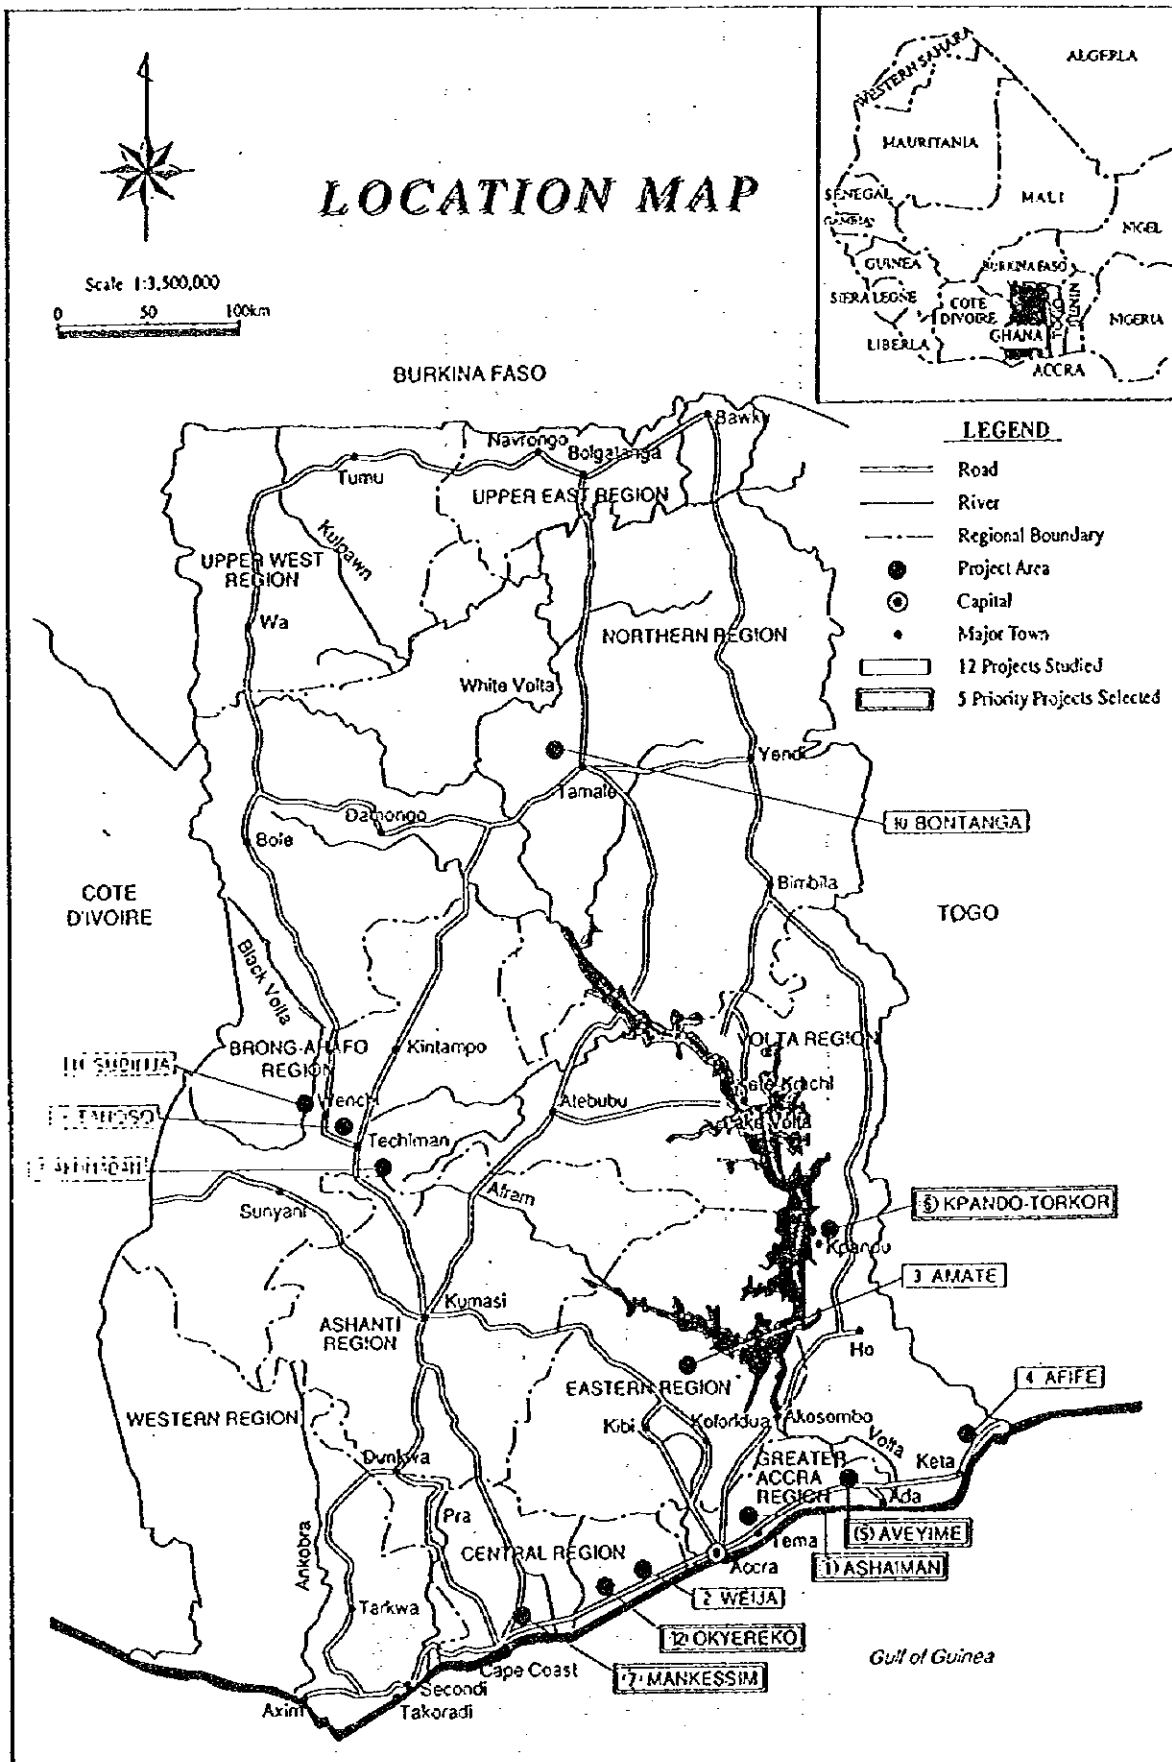 LOCATION MAP
Scale 1:3,500,000
0 50 100km
WESTERN SAHARA
ALGERLA
MAURITANIA
MALI
SENEGAL
GAMBIA
NIGEL
GUINEA
BURKINA FASO
SIERA LEONE
COTE
D'IVOIRE
GHANA
NIGERIA
LIBERLA
ACCRA
LEGEND
Road
River
Regional Boundary
Project Area
Capital
Major Town
12 Projects Studied
5 Priority Projects Selected
BURKINA FASO
Bawku
Navrongo
Bolgatanga
Tumu
UPPER EAST REGION
Kulpawn
UPPER WEST
REGION
Wa
NORTHERN REGION
White Volta
Yendi
Tamale
Damongo
10 BONTANGA
Bole
Bimbila
COTE
D'IVOIRE
TOGO
Black Volta
VOLTA REGION
BRONG-AHAFO
REGION
Kintampo
Kete-Krachi
Wenchi
Atebubu
Lake Volta
Techiman
Afram
Sunyani
(6) KPANDO-TORKOR
Kpandu
3 AMATE
Kumasi
ASHANTI
REGION
Ho
EASTERN REGION
4 AFIFE
WESTERN REGION
Kibi
Koforidua
Akosombo
Volta
Dunkwa
GREATER
ACCRA
REGION
Keta
Ada
Pra
Ankobra
CENTRAL REGION
Tema
(5) AVEYIME
Accra
(1) ASHAIMAN
2 WEIJA
Tarkwa
(12) OKYEREKO
Gulf of Guinea
Cape Coast
(7) MANKESSIM
Secondi
Axim
Takoradi